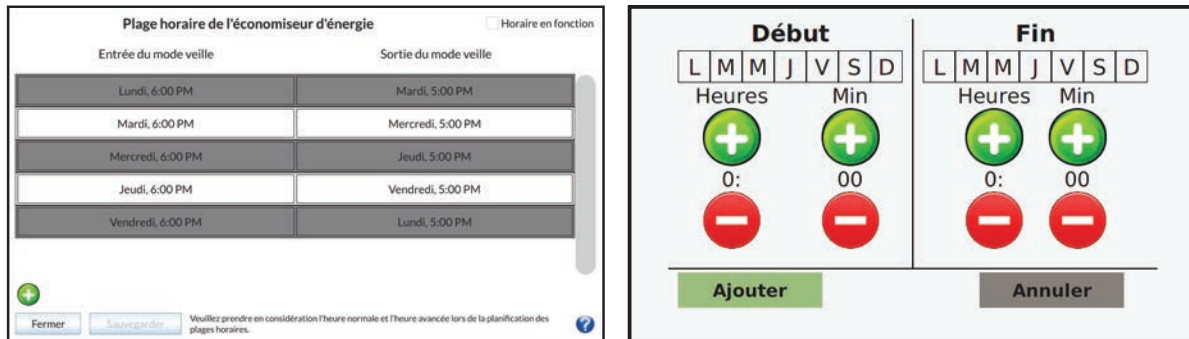 Plage horaire de l'économiseur d'énergie
Horaire en fonction
Entrée du mode veille Sortie du mode veille
Lundi, 6:00 PM Mardi, 5:00 PM
Mardi, 6:00 PM Mercredi, 5:00 PM
Mercredi, 6:00 PM Jeudi, 5:00 PM
Jeudi, 6:00 PM Vendredi, 5:00 PM
Vendredi, 6:00 PM Lundi, 5:00 PM
Fermer Sauvegarder
Veuillez prendre en considération l'heure normale et l'heure avancée lors de la planification des
plages horaires.
?
Début Fin
L M M J V S D L M M J V S D
Heures Min Heures Min
0: 00 0: 00
Ajouter Annuler